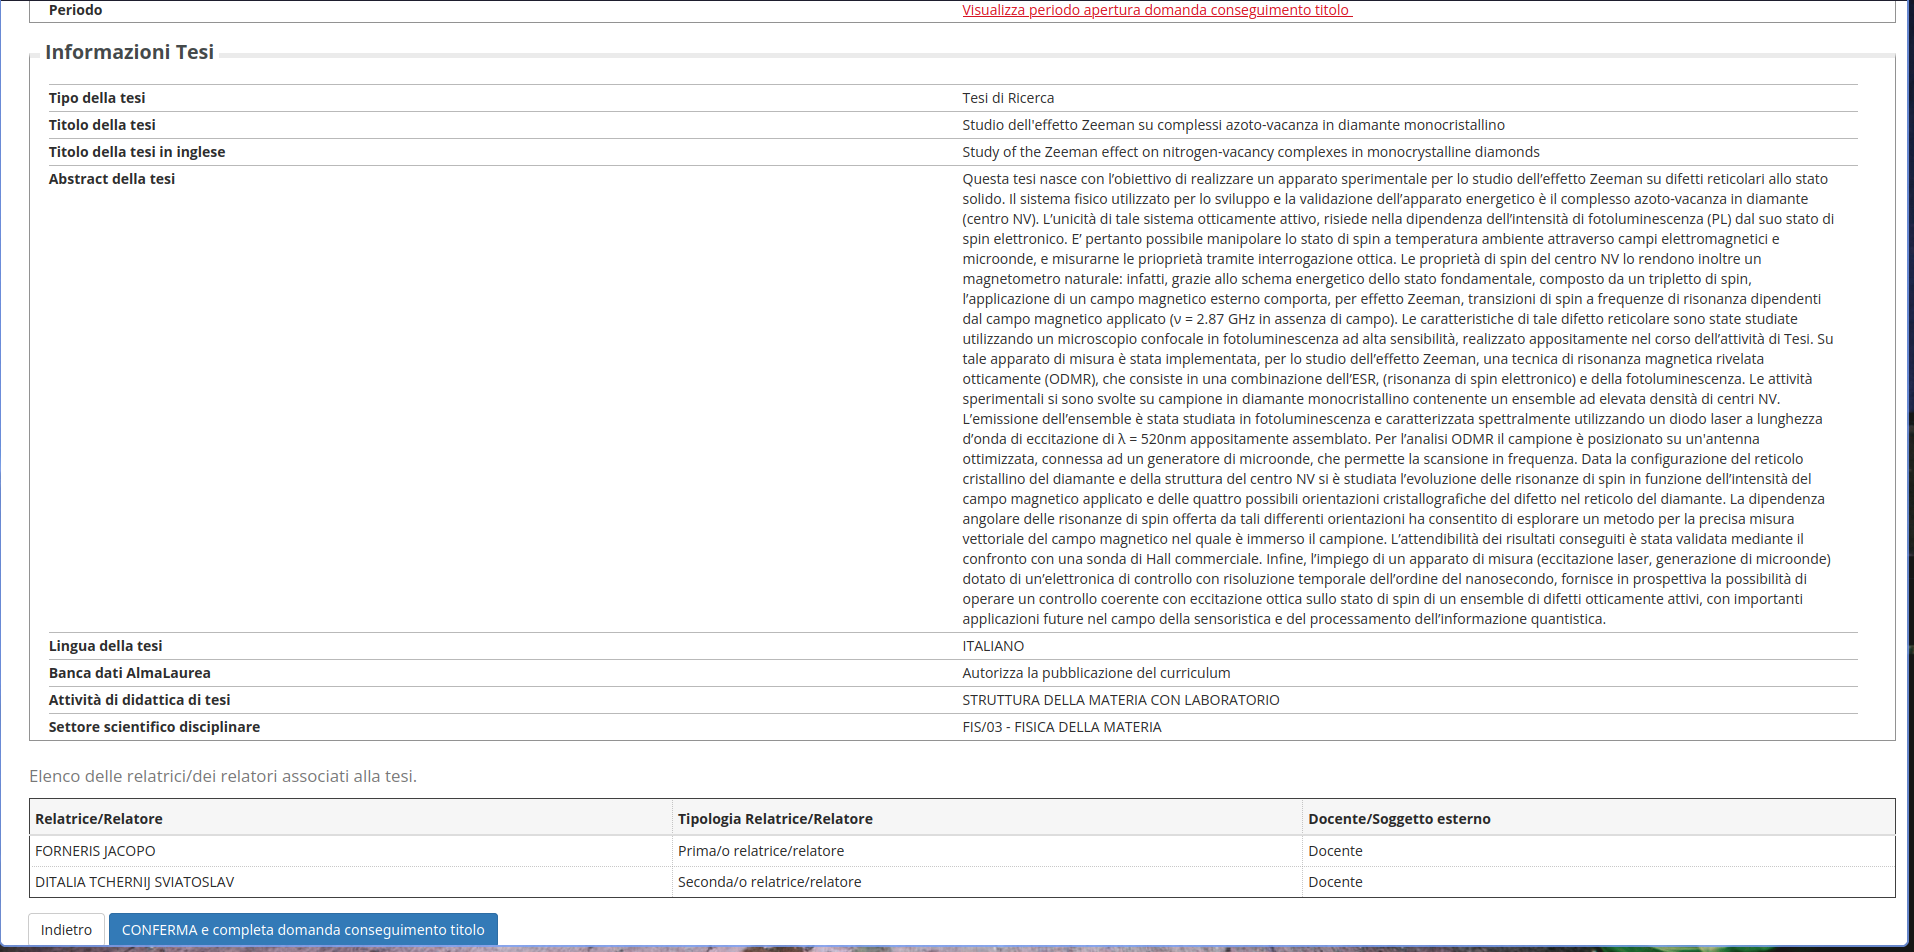 Periodo Visualizza periodo apertura domanda conseguimento titolo
Informazioni Tesi
Tipo della tesi Tesi di Ricerca
Titolo della tesi Studio dell'effetto Zeeman su complessi azoto-vacanza in diamante monocristallino
Titolo della tesi in inglese Study of the Zeeman effect on nitrogen-vacancy complexes in monocrystalline diamonds
Abstract della tesi Questa tesi nasce con l’obiettivo di realizzare un apparato sperimentale per lo studio dell’effetto Zeeman su difetti reticolari allo stato
solido. Il sistema fisico utilizzato per lo sviluppo e la validazione dell’apparato energetico è il complesso azoto-vacanza in diamante
(centro NV). L’unicità di tale sistema otticamente attivo, risiede nella dipendenza dell’intensità di fotoluminescenza (PL) dal suo stato di
spin elettronico. E’ pertanto possibile manipolare lo stato di spin a temperatura ambiente attraverso campi elettromagnetici e
microonde, e misurarne le prioprietà tramite interrogazione ottica. Le proprietà di spin del centro NV lo rendono inoltre un
magnetometro naturale: infatti, grazie allo schema energetico dello stato fondamentale, composto da un tripletto di spin,
l’applicazione di un campo magnetico esterno comporta, per effetto Zeeman, transizioni di spin a frequenze di risonanza dipendenti
dal campo magnetico applicato (ν = 2.87 GHz in assenza di campo). Le caratteristiche di tale difetto reticolare sono state studiate
utilizzando un microscopio confocale in fotoluminescenza ad alta sensibilità, realizzato appositamente nel corso dell’attività di Tesi. Su
tale apparato di misura è stata implementata, per lo studio dell’effetto Zeeman, una tecnica di risonanza magnetica rivelata
otticamente (ODMR), che consiste in una combinazione dell’ESR, (risonanza di spin elettronico) e della fotoluminescenza. Le attività
sperimentali si sono svolte su campione in diamante monocristallino contenente un ensemble ad elevata densità di centri NV.
L’emissione dell’ensemble è stata studiata in fotoluminescenza e caratterizzata spettralmente utilizzando un diodo laser a lunghezza
d’onda di eccitazione di λ = 520nm appositamente assemblato. Per l’analisi ODMR il campione è posizionato su un'antenna
ottimizzata, connessa ad un generatore di microonde, che permette la scansione in frequenza. Data la configurazione del reticolo
cristallino del diamante e della struttura del centro NV si è studiata l’evoluzione delle risonanze di spin in funzione dell’intensità del
campo magnetico applicato e delle quattro possibili orientazioni cristallografiche del difetto nel reticolo del diamante. La dipendenza
angolare delle risonanze di spin offerta da tali differenti orientazioni ha consentito di esplorare un metodo per la precisa misura
vettoriale del campo magnetico nel quale è immerso il campione. L’attendibilità dei risultati conseguiti è stata validata mediante il
confronto con una sonda di Hall commerciale. Infine, l’impiego di un apparato di misura (eccitazione laser, generazione di microonde)
dotato di un’elettronica di controllo con risoluzione temporale dell’ordine del nanosecondo, fornisce in prospettiva la possibilità di
operare un controllo coerente con eccitazione ottica sullo stato di spin di un ensemble di difetti otticamente attivi, con importanti
applicazioni future nel campo della sensoristica e del processamento dell’informazione quantistica.
Lingua della tesi ITALIANO
Banca dati AlmaLaurea Autorizza la pubblicazione del curriculum
Attività di didattica di tesi STRUTTURA DELLA MATERIA CON LABORATORIO
Settore scientifico disciplinare FIS/03 - FISICA DELLA MATERIA
Elenco delle relatrici/dei relatori associati alla tesi.
Relatrice/Relatore Tipologia Relatrice/Relatore Docente/Soggetto esterno
FORNERIS JACOPO Prima/o relatrice/relatore Docente
DITALIA TCHERNIJ SVIATOSLAV Seconda/o relatrice/relatore Docente
Indietro CONFERMA e completa domanda conseguimento titolo